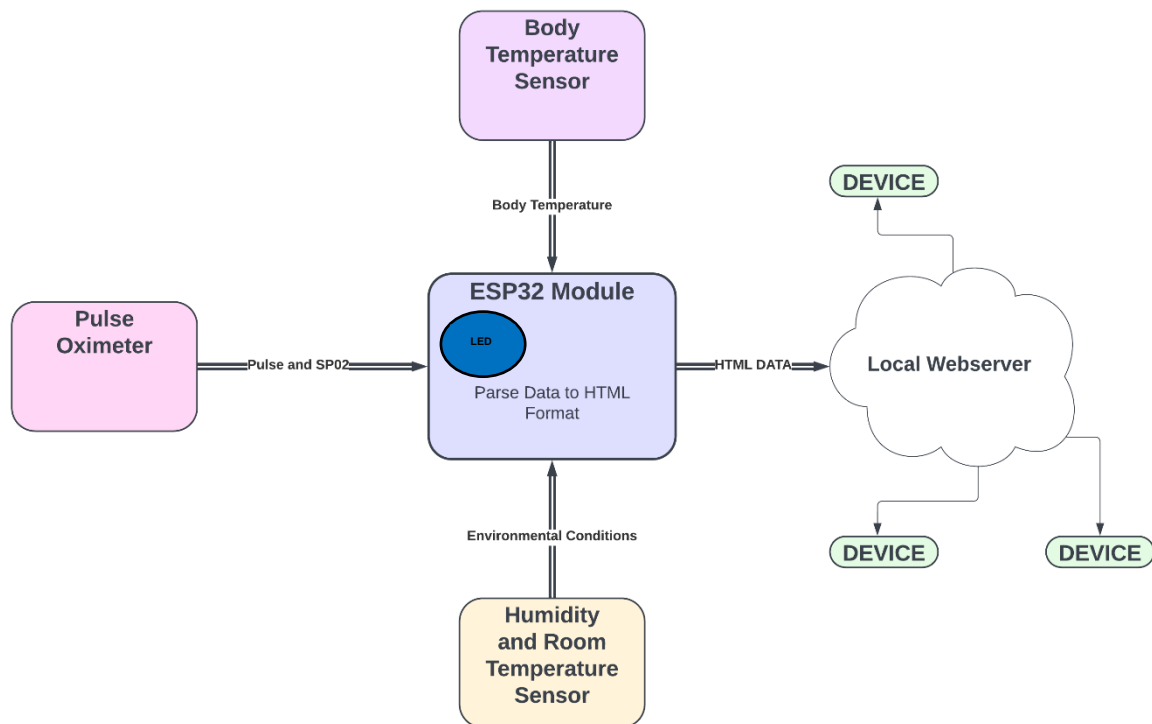 Body
Temperature
Sensor
Body Temperature
DEVICE
ESP32 Module
LED
Parse Data to HTML
Format
Pulse
Oximeter
Pulse and SP02
HTML DATA
Local Webserver
Environmental Conditions
DEVICE
DEVICE
Humidity
and Room
Temperature
Sensor